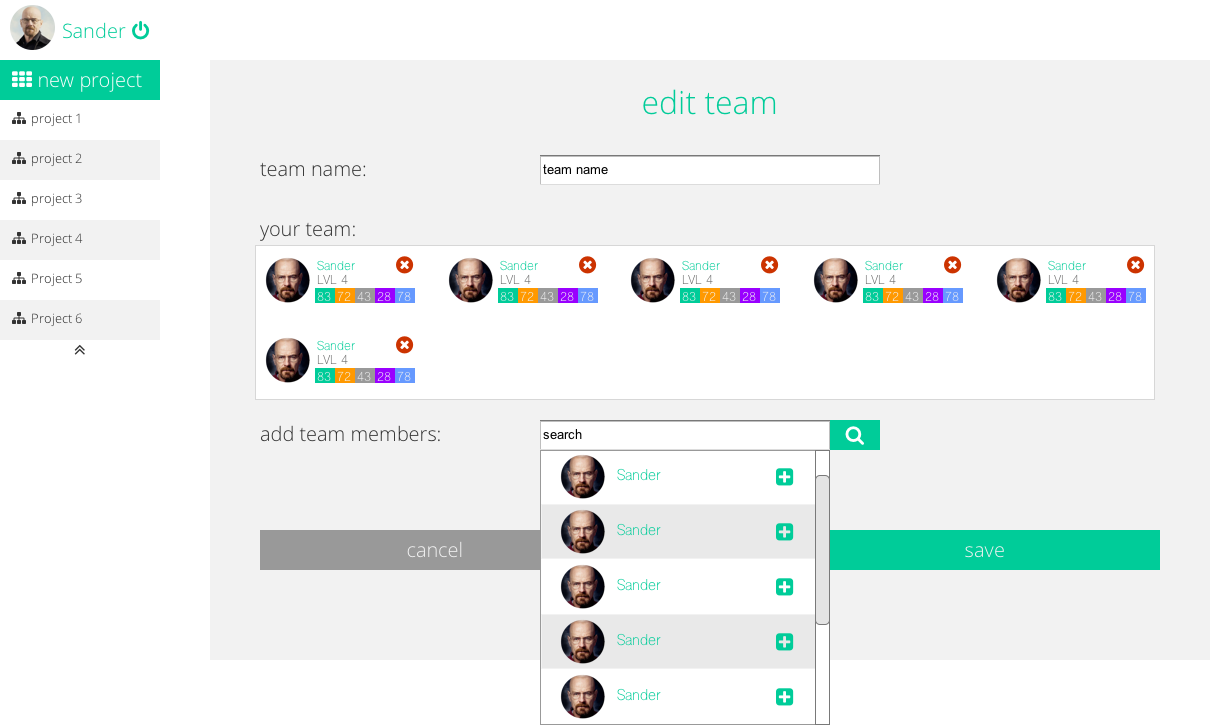 Sander
new project
project 1
project 2
project 3
Project 4
Project 5
Project 6
edit team
team name:
team name
your team:
Sander
LVL 4
83 72 43 28 78
Sander
LVL 4
83 72 43 28 78
Sander
LVL 4
83 72 43 28 78
Sander
LVL 4
83 72 43 28 78
Sander
LVL 4
83 72 43 28 78
Sander
LVL 4
83 72 43 28 78
add team members:
search
Sander
Sander
Sander
Sander
Sander
cancel
save